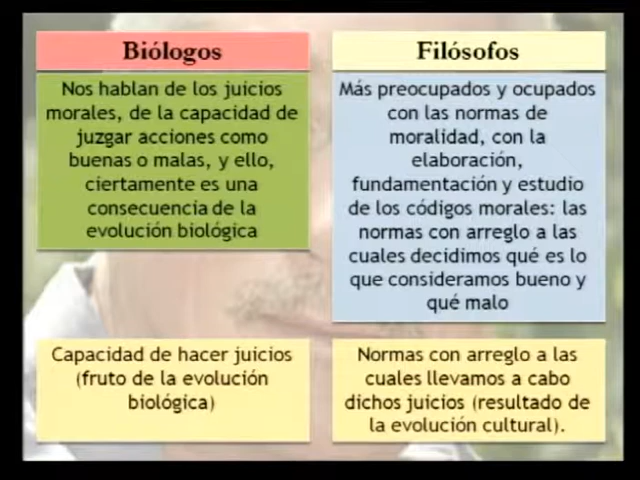 Biólogos
Nos hablan de los juicios
morales, de la capacidad de
juzgar acciones como
buenas o malas, y ello,
ciertamente es una
consecuencia de la
evolución biológica
Capacidad de hacer juicios
(fruto de la evolución
biológica)
Filósofos
Más preocupados y ocupados
con las normas de
moralidad, con la
elaboración,
fundamentación y estudio
de los códigos morales: las
normas con arreglo a las
cuales decidimos qué es lo
que consideramos bueno y
qué malo
Normas con arreglo a las
cuales llevamos a cabo
dichos juicios (resultado de
la evolución cultural).